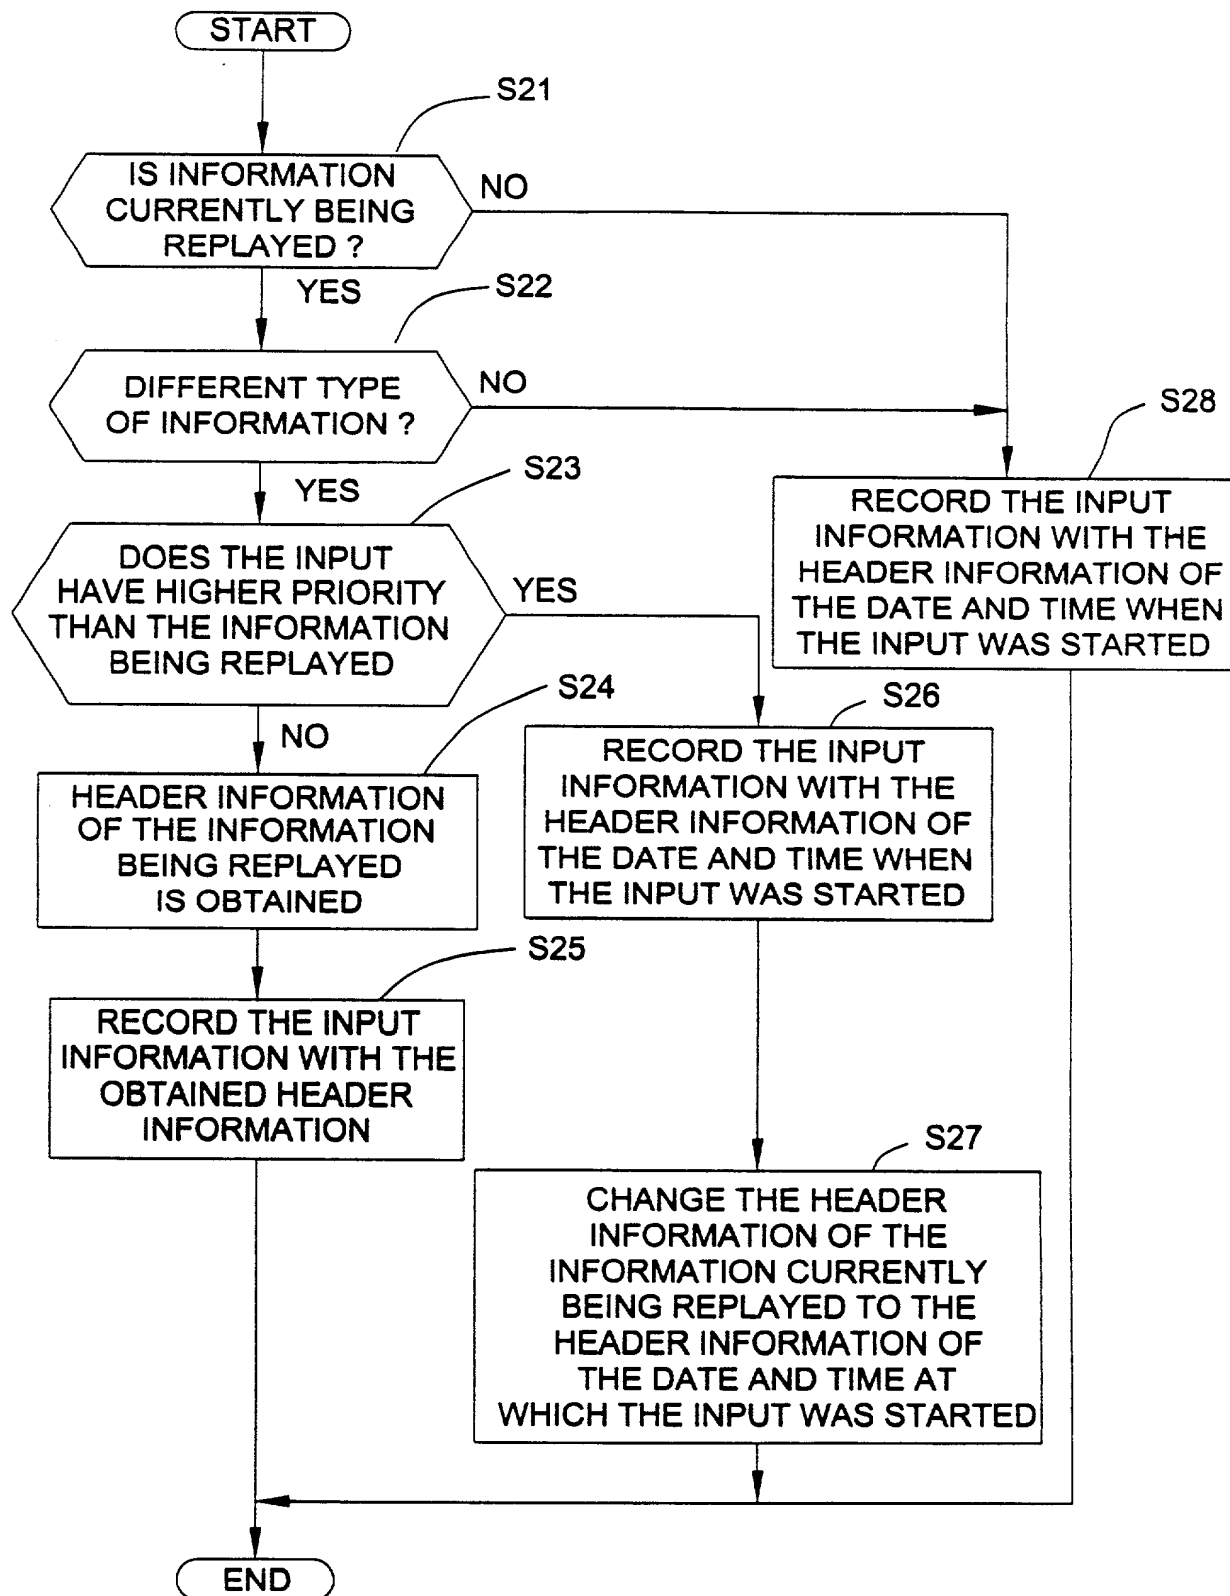 START
S21
IS INFORMATION
CURRENTLY BEING
REPLAYED ?
NO
YES
S22
DIFFERENT TYPE
OF INFORMATION ?
NO
YES
S23
DOES THE INPUT
HAVE HIGHER PRIORITY
THAN THE INFORMATION
BEING REPLAYED
YES
NO
S28
RECORD THE INPUT
INFORMATION WITH THE
HEADER INFORMATION OF
THE DATE AND TIME WHEN
THE INPUT WAS STARTED
S24
HEADER INFORMATION
OF THE INFORMATION
BEING REPLAYED
IS OBTAINED
S26
RECORD THE INPUT
INFORMATION WITH THE
HEADER INFORMATION OF
THE DATE AND TIME WHEN
THE INPUT WAS STARTED
S25
RECORD THE INPUT
INFORMATION WITH THE
OBTAINED HEADER
INFORMATION
S27
CHANGE THE HEADER
INFORMATION OF THE
INFORMATION CURRENTLY
BEING REPLAYED TO THE
HEADER INFORMATION OF
THE DATE AND TIME AT
WHICH THE INPUT WAS STARTED
END